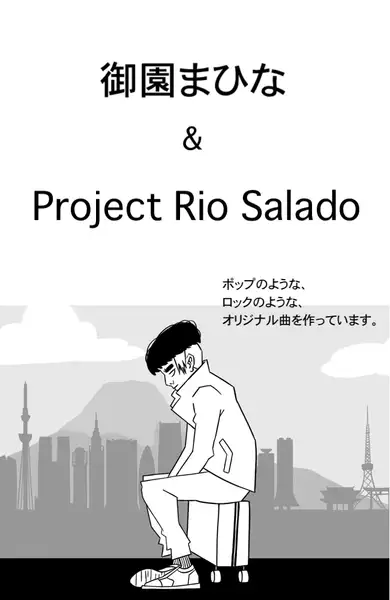 御園まひな
&
Project Rio Salado
ポップのような、
ロックのような、
オリジナル曲を作っています。